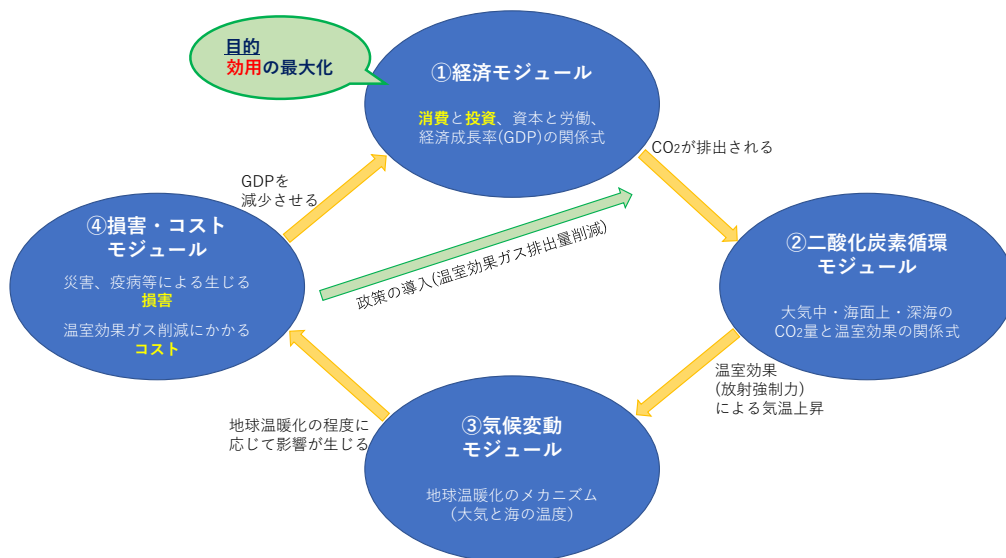 目的
効用の最大化
①経済モジュール
消費と投資、資本と労働、
経済成長率(GDP)の関係式
CO2が排出される
GDPを
減少させる
④損害・コスト
モジュール
災害、疫病等による生じる
損害
温室効果ガス削減にかかる
コスト
政策の導入(温室効果ガス排出量削減)
②二酸化炭素循環
モジュール
大気中・海面上・深海の
CO2量と温室効果の関係式
温室効果
(放射強制力)
による気温上昇
地球温暖化の程度に
応じて影響が生じる
③気候変動
モジュール
地球温暖化のメカニズム
(大気と海の温度)